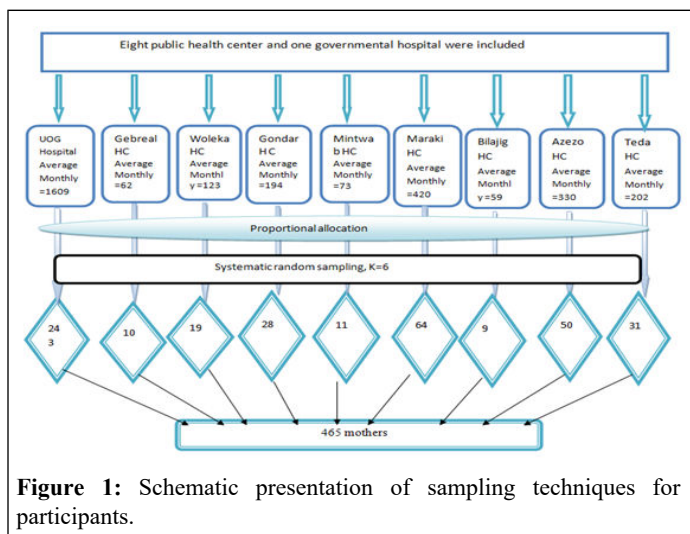 Eight public health center and one governmental hospital were included
UOG
Hospital
Average
Monthly
=1609
Gebreal
HC
Average
Monthly
=62
Woleka
HC
Average
Monthl
y =123
Gondar
HC
Average
Monthly
=194
Mintwa
b HC
Average
Monthly
=73
Maraki
HC
Average
Monthly
=420
Bilajig
HC
Average
Month
y =59
Azezo
HC
Average
Monthly
=330
Teda
HC
Average
Monthly
=202
Proportional allocation
Systematic random sampling, K=6
24
3
10
19
28
11
64
9
50
31
465 mothers
Figure 1: Schematic presentation of sampling techniques for
participants.